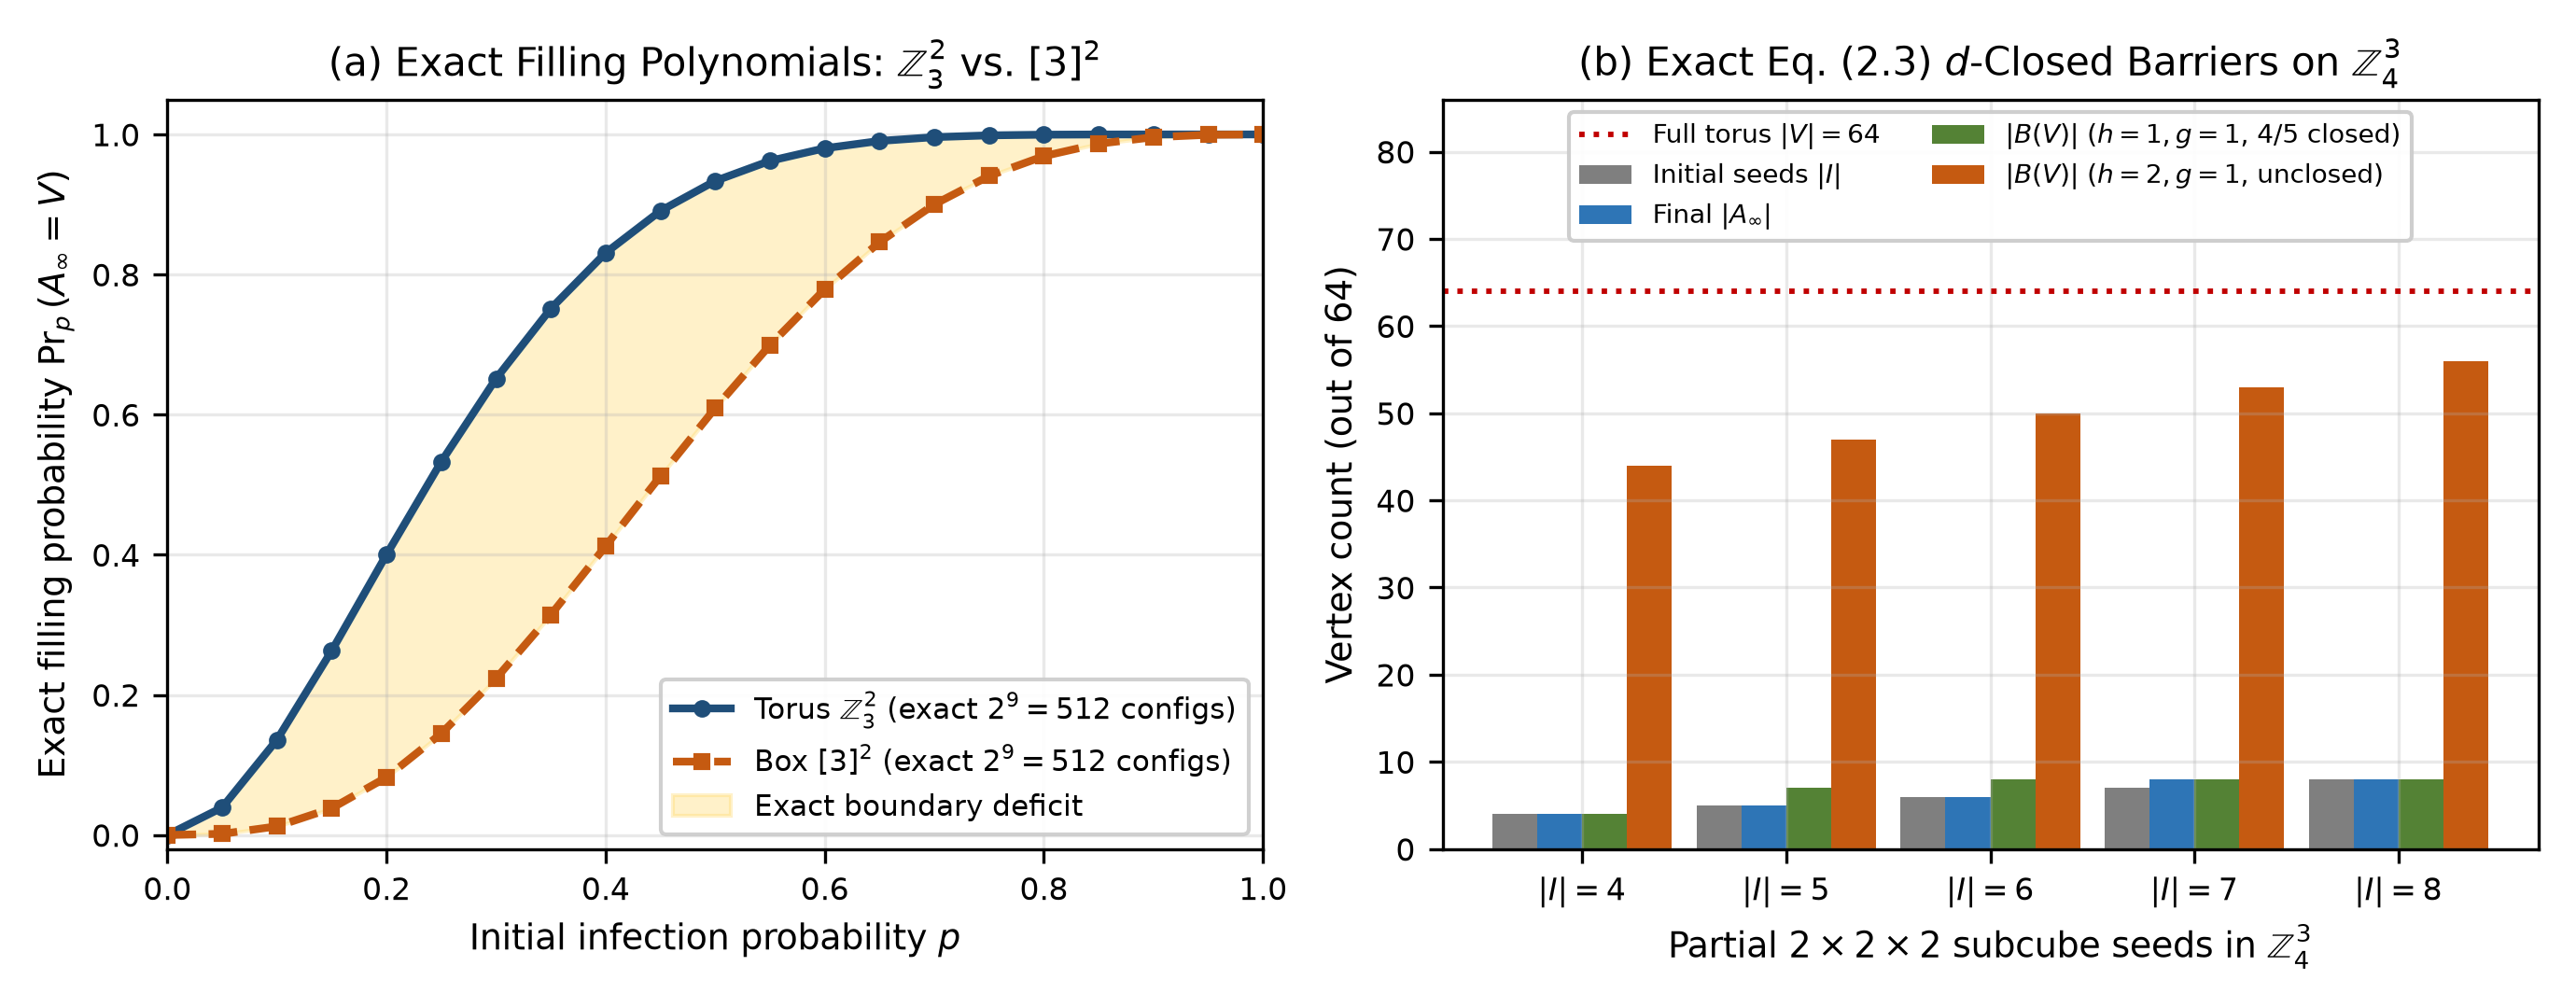 (a) Exact Filling Polynomials: ℤ₃² vs. [3]²
Exact filling probability Prₚ (A∞ = V)
1.0
0.8
0.6
0.4
0.2
0.0
0.0 0.2 0.4 0.6 0.8 1.0
Initial infection probability p
Torus ℤ₃² (exact 2⁹ = 512 configs)
Box [3]² (exact 2⁹ = 512 configs)
Exact boundary deficit
(b) Exact Eq. (2.3) d-Closed Barriers on ℤ₄³
Vertex count (out of 64)
80
70
60
50
40
30
20
10
0
Full torus |V| = 64
Initial seeds |I|
Final |A∞|
|B(V)| (h = 1, g = 1, 4/5 closed)
|B(V)| (h = 2, g = 1, unclosed)
|I| = 4 |I| = 5 |I| = 6 |I| = 7 |I| = 8
Partial 2 × 2 × 2 subcube seeds in ℤ₄³